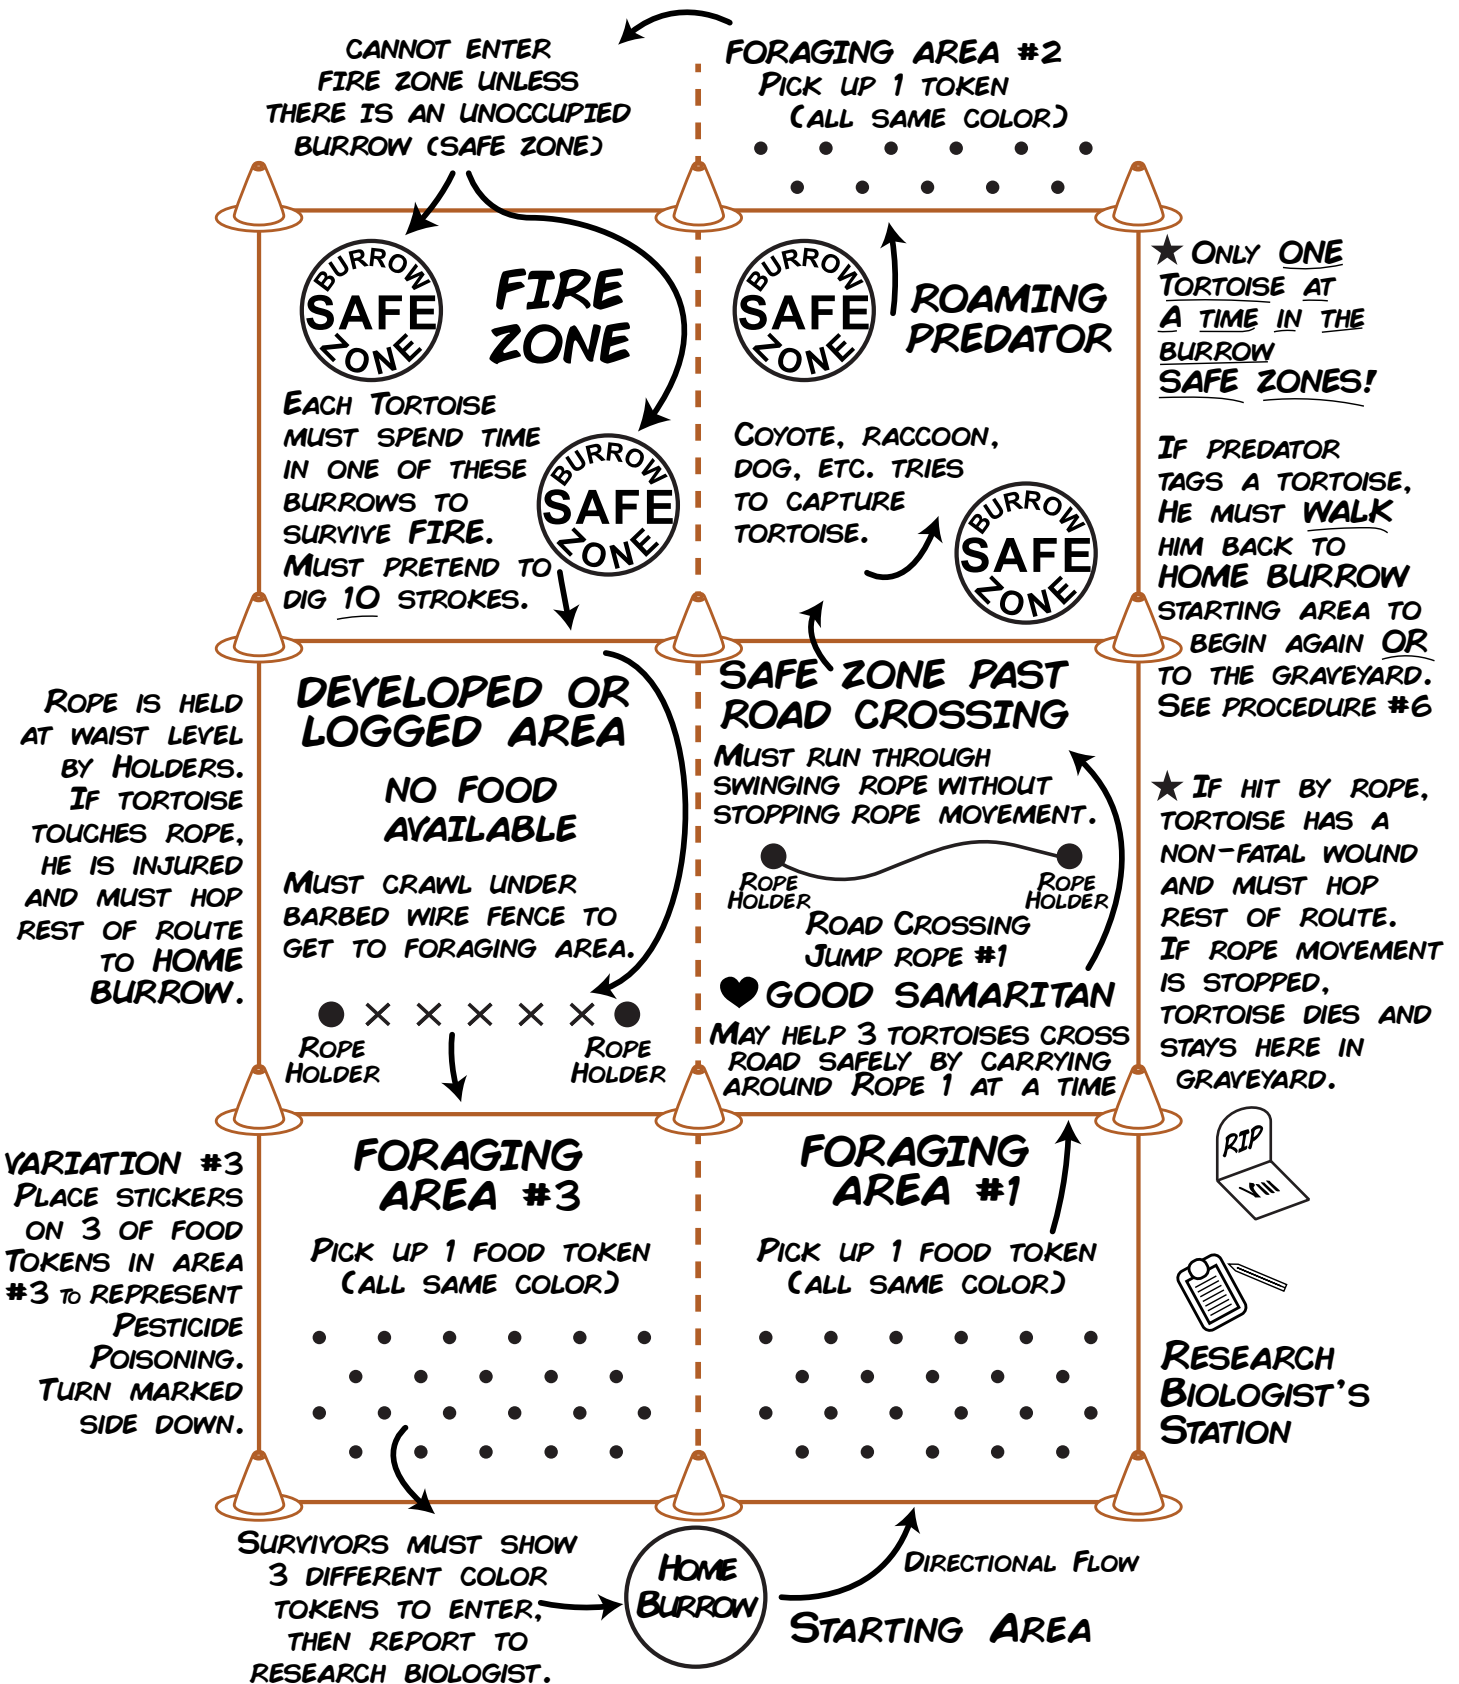 CANNOT ENTER
FIRE ZONE UNLESS
THERE IS AN UNOCCUPIED
BURROW (SAFE ZONE)
FORAGING AREA #2
PICK UP 1 TOKEN
(ALL SAME COLOR)
BURROW
SAFE
ZONE
FIRE
ZONE
EACH TORTOISE
MUST SPEND TIME
IN ONE OF THESE
BURROWS TO
SURVIVE FIRE.
MUST PRETEND TO
DIG 10 STROKES.
BURROW
SAFE
ZONE
BURROW
SAFE
ZONE
ROAMING
PREDATOR
COYOTE, RACCOON,
DOG, ETC. TRIES
TO CAPTURE
TORTOISE.
BURROW
SAFE
ZONE
★ ONLY ONE
TORTOISE AT
A TIME IN THE
BURROW
SAFE ZONES!
IF PREDATOR
TAGS A TORTOISE,
HE MUST WALK
HIM BACK TO
HOME BURROW
STARTING AREA TO
BEGIN AGAIN OR
TO THE GRAVEYARD.
SEE PROCEDURE #6
ROPE IS HELD
AT WAIST LEVEL
BY HOLDERS.
IF TORTOISE
TOUCHES ROPE,
HE IS INJURED
AND MUST HOP
REST OF ROUTE
TO HOME
BURROW.
DEVELOPED OR
LOGGED AREA
NO FOOD
AVAILABLE
MUST CRAWL UNDER
BARBED WIRE FENCE TO
GET TO FORAGING AREA.
ROPE
HOLDER
ROPE
HOLDER
SAFE ZONE PAST
ROAD CROSSING
MUST RUN THROUGH
SWINGING ROPE WITHOUT
STOPPING ROPE MOVEMENT.
ROPE
HOLDER
ROPE
HOLDER
ROAD CROSSING
JUMP ROPE #1
♥ GOOD SAMARITAN
MAY HELP 3 TORTOISES CROSS
ROAD SAFELY BY CARRYING
AROUND ROPE 1 AT A TIME
★ IF HIT BY ROPE,
TORTOISE HAS A
NON-FATAL WOUND
AND MUST HOP
REST OF ROUTE.
IF ROPE MOVEMENT
IS STOPPED,
TORTOISE DIES AND
STAYS HERE IN
GRAVEYARD.
RIP
VIII
VARIATION #3
PLACE STICKERS
ON 3 OF FOOD
TOKENS IN AREA
#3 TO REPRESENT
PESTICIDE
POISONING.
TURN MARKED
SIDE DOWN.
FORAGING
AREA #3
PICK UP 1 FOOD TOKEN
(ALL SAME COLOR)
FORAGING
AREA #1
PICK UP 1 FOOD TOKEN
(ALL SAME COLOR)
RESEARCH
BIOLOGIST'S
STATION
SURVIVORS MUST SHOW
3 DIFFERENT COLOR
TOKENS TO ENTER,
THEN REPORT TO
RESEARCH BIOLOGIST.
HOME
BURROW
DIRECTIONAL FLOW
STARTING AREA